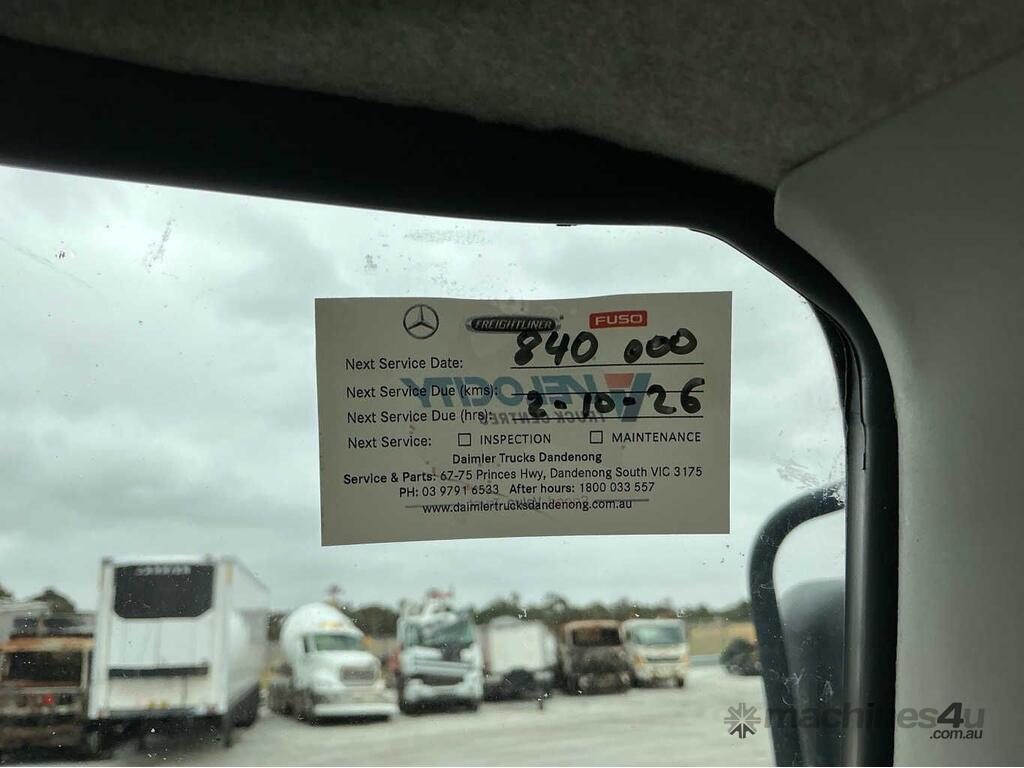 FREIGHTLINER FUSO
Next Service Date: 840 000
Next Service Due (kms):
VELOCITY
Next Service Due (hrs): 2-10-26
TRUCK CENTRES
Next Service: INSPECTION MAINTENANCE
Daimler Trucks Dandenong
Service & Parts: 67-75 Princes Hwy, Dandenong South VIC 3175
PH: 03 9791 6533 After hours: 1800 033 557
www.daimlertrucksdandenong.com.au
machines4u
.com.au